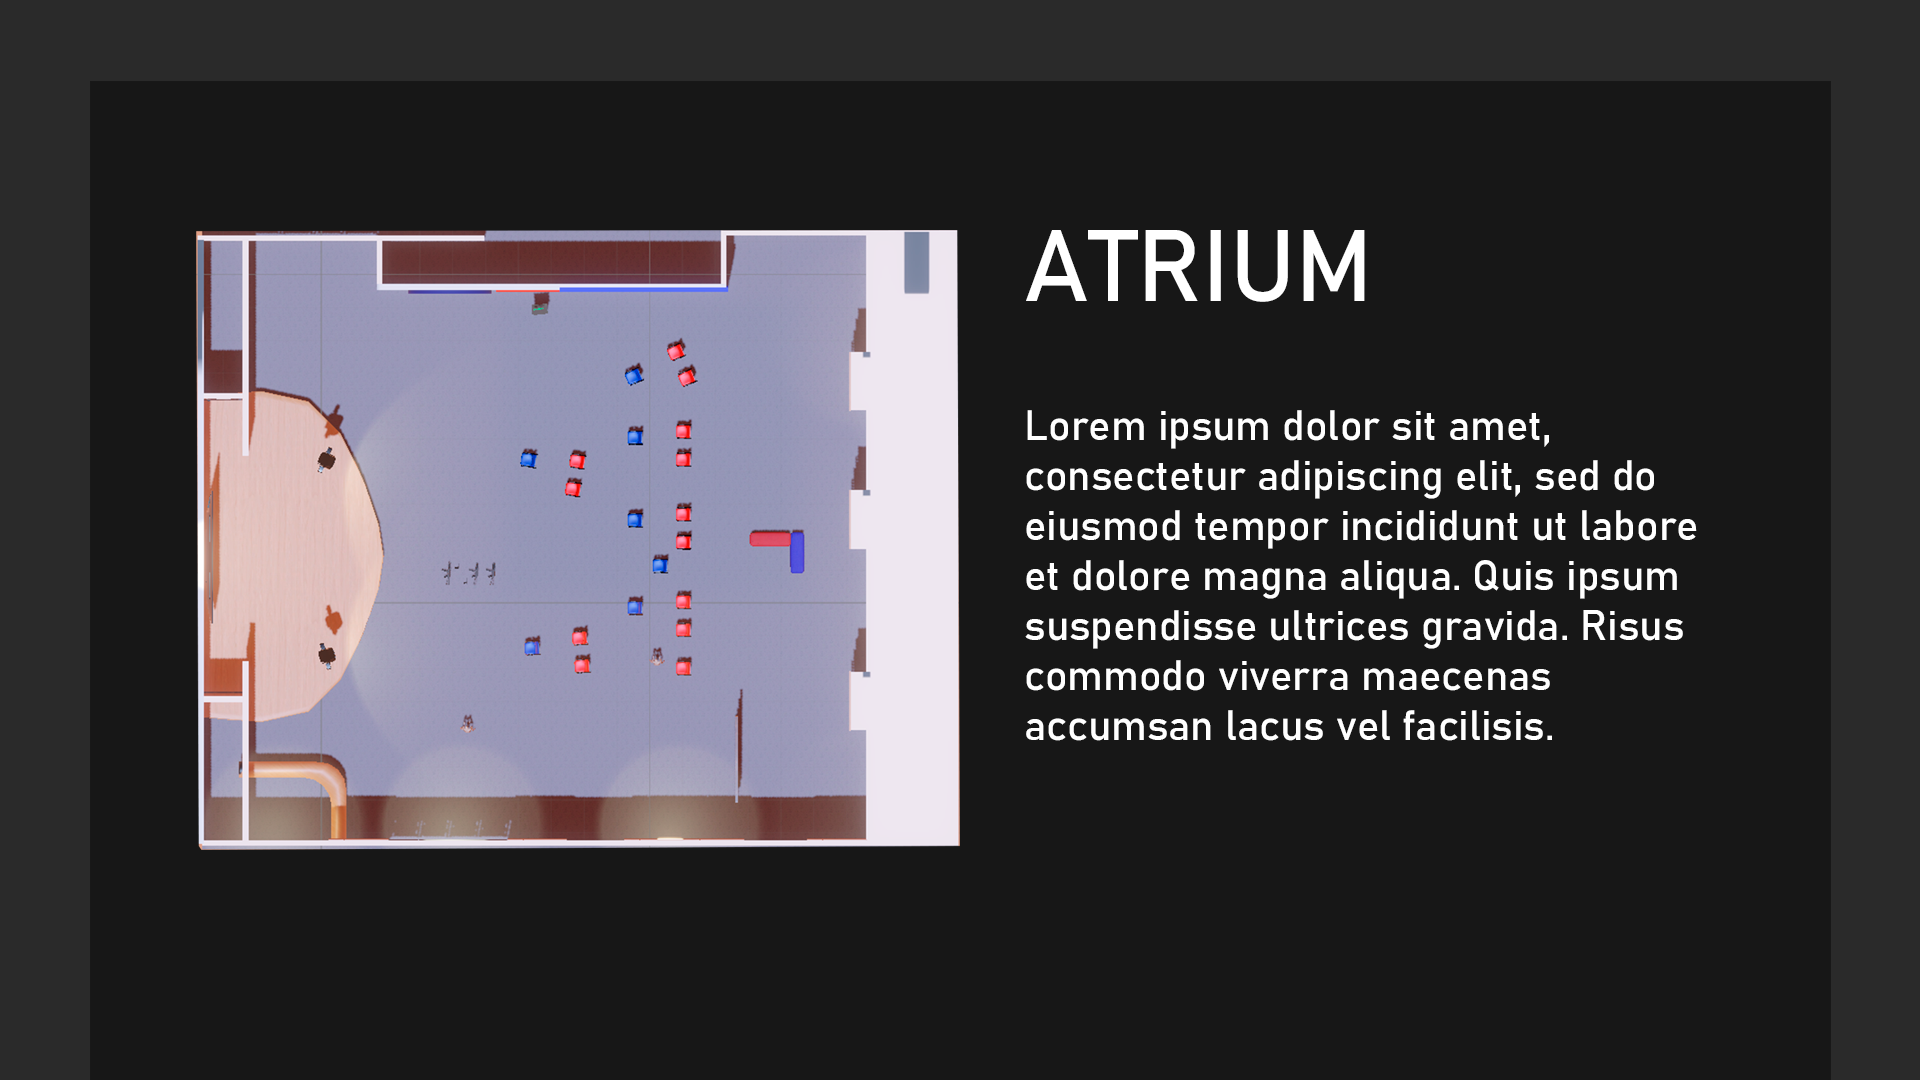 ATRIUM
Lorem ipsum dolor sit amet,
consectetur adipiscing elit, sed do
eiusmod tempor incididunt ut labore
et dolore magna aliqua. Quis ipsum
suspendisse ultrices gravida. Risus
commodo viverra maecenas
accumsan lacus vel facilisis.